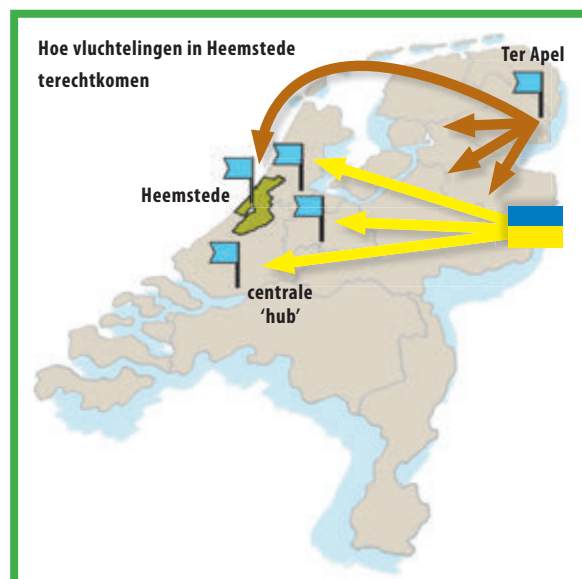 Hoe vluchtelingen in Heemstede
terechtkomen
Ter Apel
Heemstede
centrale
‘hub’